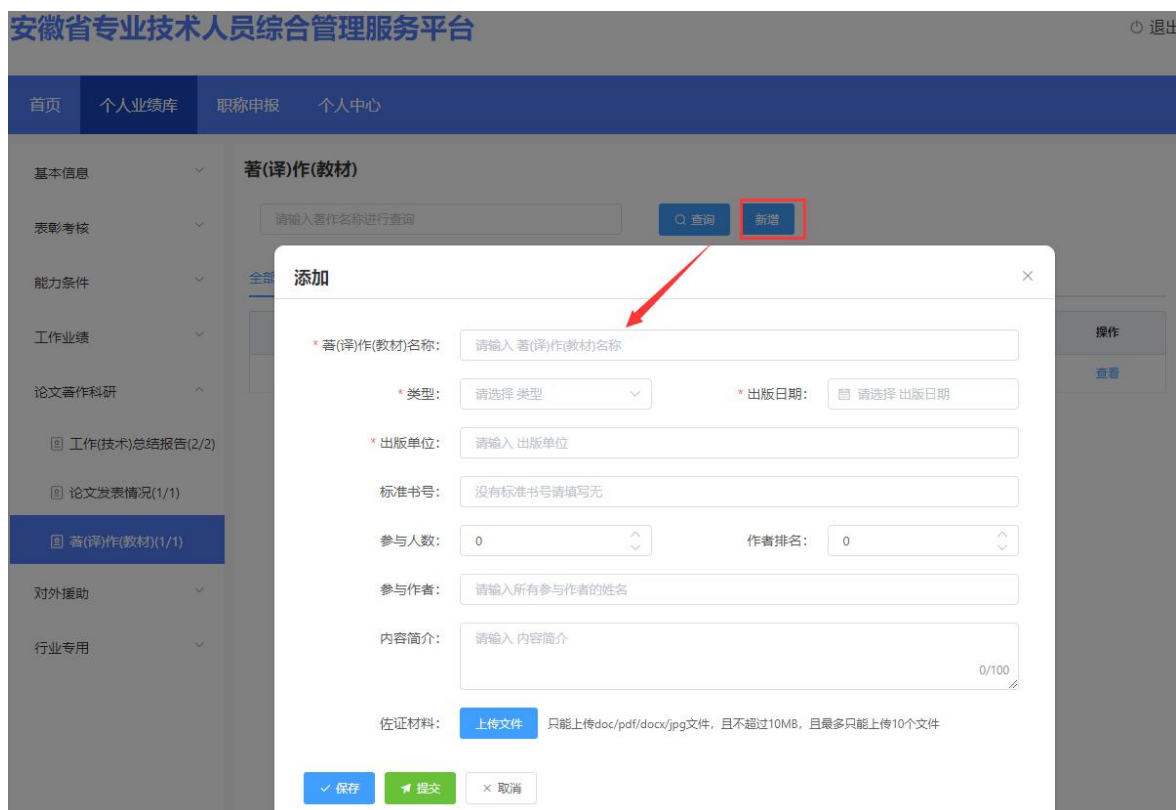 安徽省专业技术人员综合管理服务平台
退出
首页 个人业绩库 职称申报 个人中心
基本信息
表彰考核
能力条件
工作业绩
论文著作科研
工作(技术)总结报告(2/2)
论文发表情况(1/1)
著(译)作(教材)(1/1)
对外援助
行业专用
著(译)作(教材)
请输入著作名称进行查询 查询 新增
全部
操作
查看
添加
* 著(译)作(教材)名称: 请输入 著(译)作(教材)名称
* 类型: 请选择 类型 * 出版日期: 请选择 出版日期
* 出版单位: 请输入 出版单位
标准书号: 没有标准书号请填写无
参与人数: 0 作者排名: 0
参与作者: 请输入所有参与作者的姓名
内容简介: 请输入 内容简介
0/100
佐证材料: 上传文件 只能上传doc/pdf/docx/jpg文件，且不超过10MB，且最多只能上传10个文件
保存 提交 取消